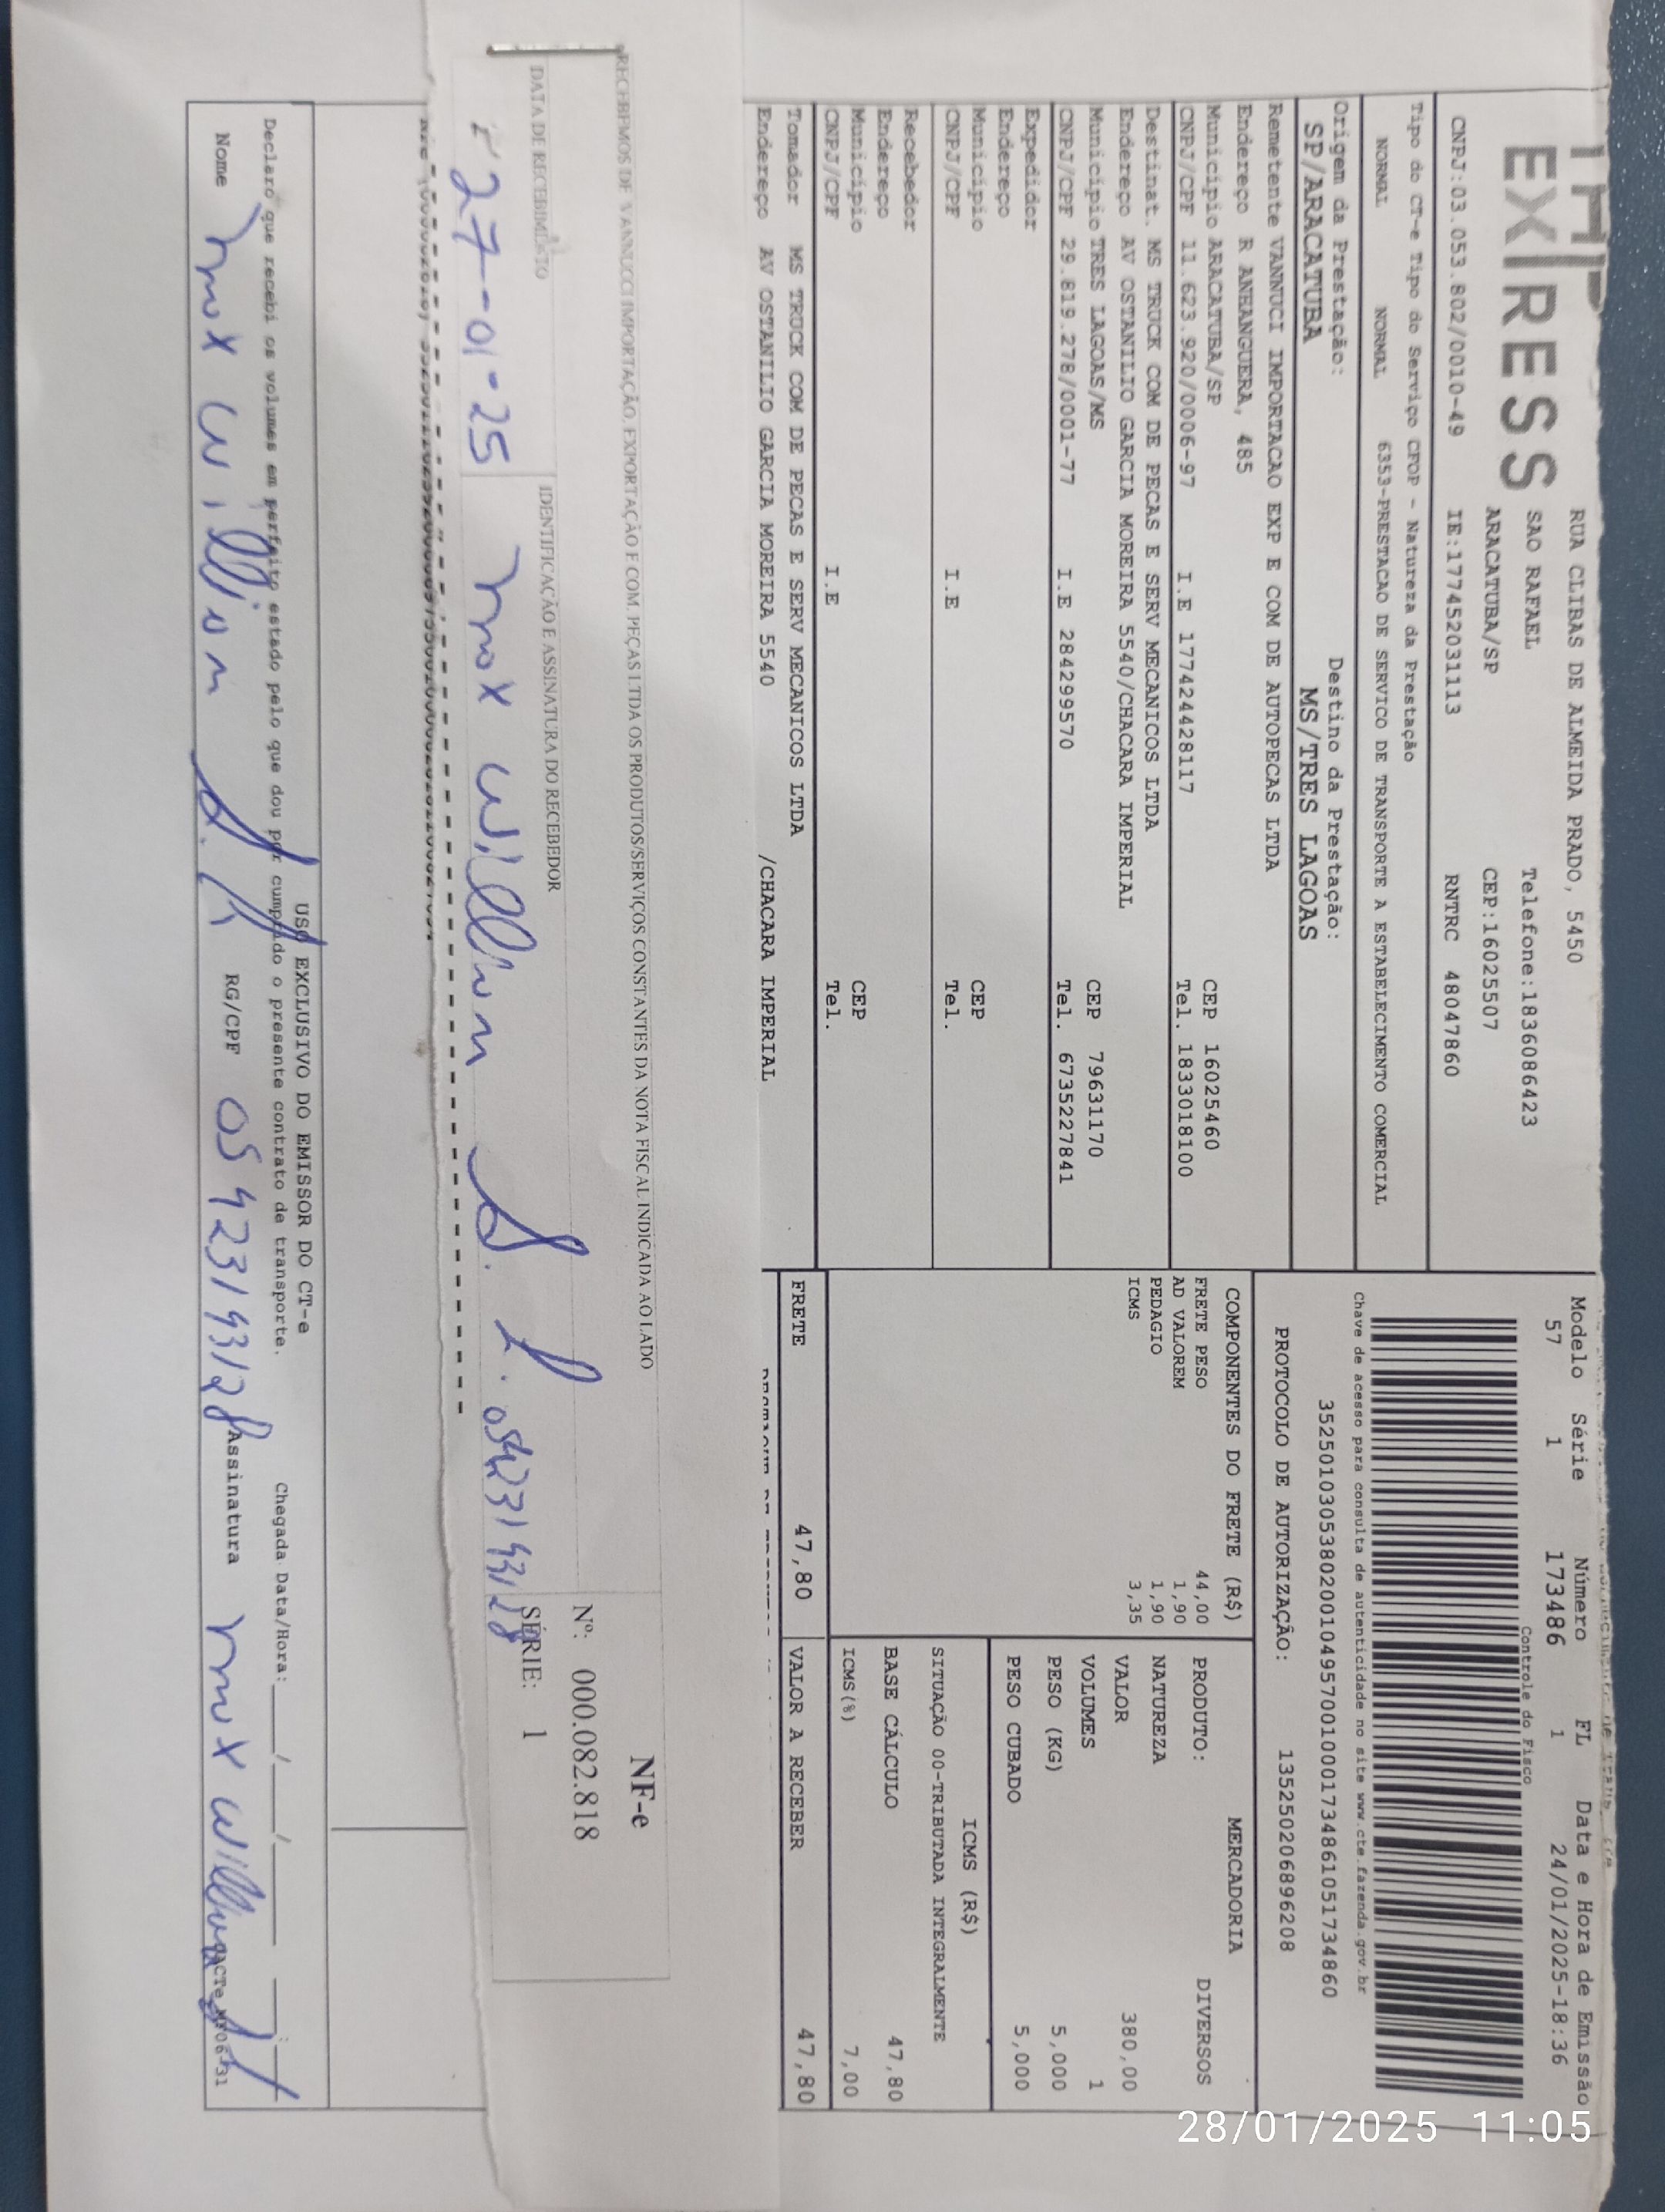 EX|RESS
RUA CLIBAS DE ALMEIDA PRADO, 5450
SAO RAFAEL Telefone:1836086423
ARACATUBA/SP CEP:16025507
CNPJ:03.053.802/0010-49 IE:177452031113 RNTRC 48047860
Modelo Série Número FL Data e Hora de Emissão
57 1 173486 1 24/01/2025-18:36
Controle do Fisco
Tipo do CT-e Tipo do Serviço CFOP - Natureza da Prestação
NORMAL NORMAL 6353-PRESTACAO DE SERVICO DE TRANSPORTE A ESTABELECIMENTO COMERCIAL
Chave de acesso para consulta de autenticidade no site www.cte.fazenda.gov.br
35250103053802001049570010001734861051734860
Origem da Prestação: Destino da Prestação:
SP/ARACATUBA MS/TRES LAGOAS
PROTOCOLO DE AUTORIZAÇÃO: 135250206896208
Remetente VANNUCI IMPORTACAO EXP E COM DE AUTOPECAS LTDA
Endereço R ANHANGUERA, 485
Município ARACATUBA/SP CEP 16025460
CNPJ/CPF 11.623.920/0006-97 I.E 177424428117 Tel. 1833018100
Destinat. MS TRUCK COM DE PECAS E SERV MECANICOS LTDA
Endereço AV OSTANILIO GARCIA MOREIRA 5540/CHACARA IMPERIAL
Município TRES LAGOAS/MS CEP 79631170
CNPJ/CPF 29.819.278/0001-77 I.E 284299570 Tel. 6735227841
Expedidor
Endereço
Município CEP
CNPJ/CPF I.E Tel.
Recebedor
Endereço
Município CEP
CNPJ/CPF I.E Tel.
Tomador MS TRUCK COM DE PECAS E SERV MECANICOS LTDA
Endereço AV OSTANILIO GARCIA MOREIRA 5540 /CHACARA IMPERIAL
COMPONENTES DO FRETE (R$)
FRETE PESO 44,00
AD VALOREM 1,90
PEDAGIO 1,90
ICMS 3,35
MERCADORIA
PRODUTO: DIVERSOS
NATUREZA
VALOR 380,00
VOLUMES 1
PESO (KG) 5,000
PESO CUBADO 5,000
ICMS (R$)
SITUAÇÃO 00-TRIBUTADA INTEGRALMENTE
BASE CÁLCULO 47,80
ICMS(%) 7,00
FRETE 47,80 VALOR A RECEBER 47,80
RECEBEMOS DE VANNUCCI IMPORTAÇÃO, EXPORTAÇÃO E COM. PEÇAS LTDA OS PRODUTOS/SERVIÇOS CONSTANTES DA NOTA FISCAL INDICADA AO LADO
NF-e
Nº: 000.082.818
SÉRIE: 1
DATA DE RECEBIMENTO IDENTIFICAÇÃO E ASSINATURA DO RECEBEDOR
27-01-25 max willian S. 05423193128
USO EXCLUSIVO DO EMISSOR DO CT-e
Declaro que recebi os volumes em perfeito estado pelo que dou por cumprido o presente contrato de transporte. Chegada Data/Hora: ___/___/___ ___:___
Nome max willian RG/CPF 05423193128 Assinatura max willian
28/01/2025 11:05